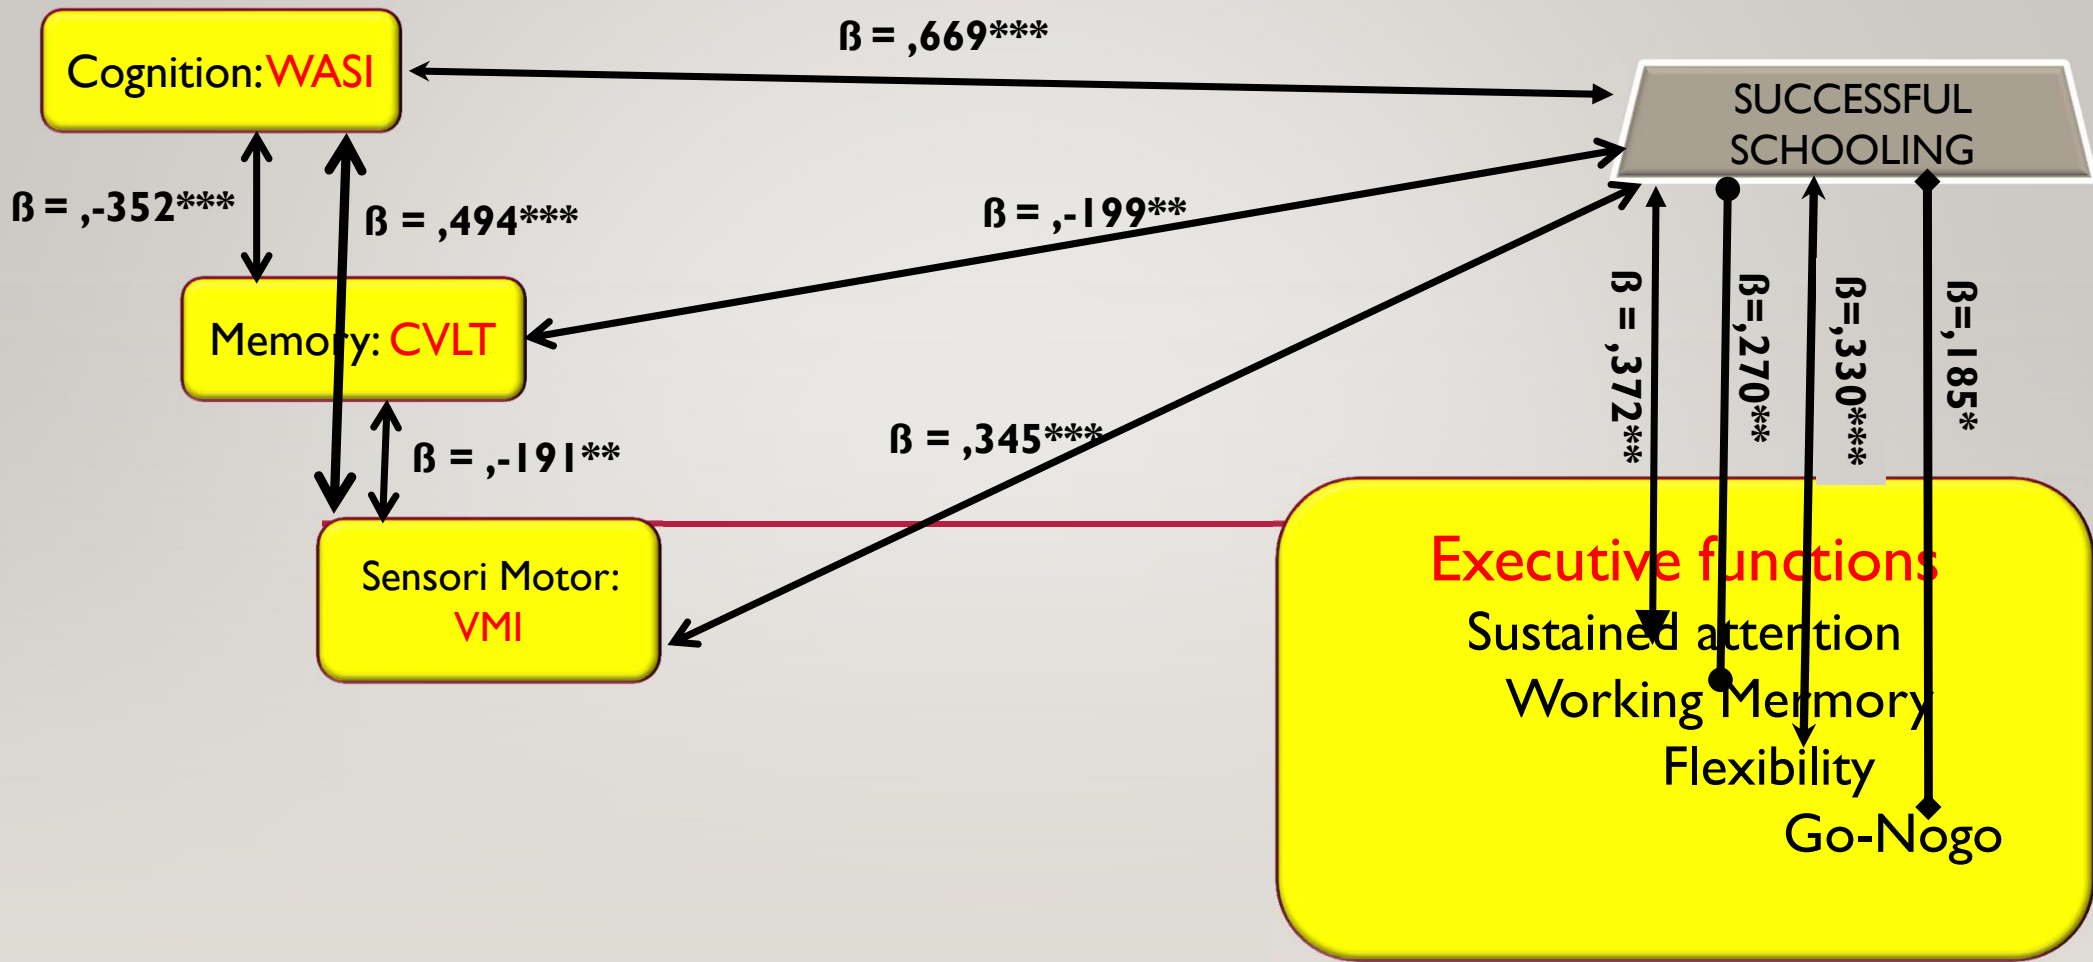 ß = ,669***
Cognition: WASI
SUCCESSFUL
SCHOOLING
ß = ,-352***
ß = ,494***
ß = ,-199**
Memory: CVLT
ß = ,372**
ß=,270**
ß=,330***
ß=,185*
ß = ,-191**
ß = ,345***
Sensori Motor:
VMI
Executive functions
Sustained attention
Working Mermory
Flexibility
Go-Nogo